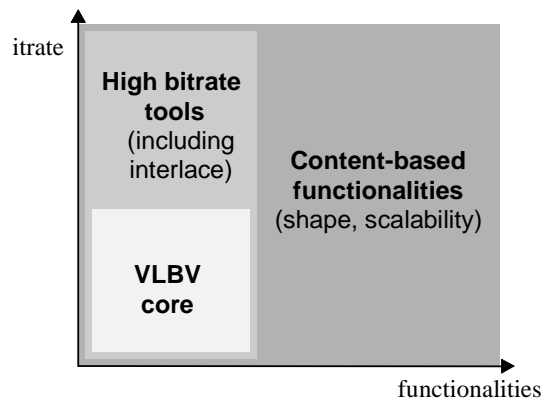 itrate
High bitrate
tools
(including
interlace)
Content-based
functionalities
(shape, scalability)
VLBV
core
functionalities